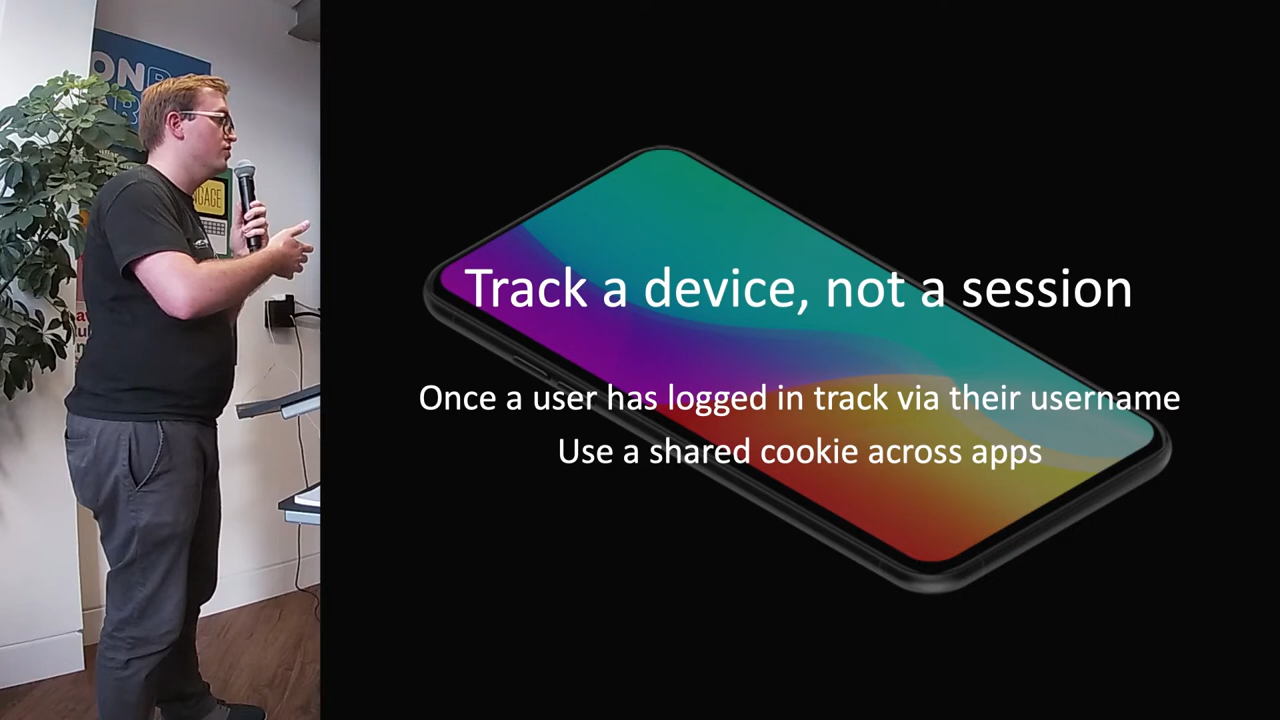 Track a device, not a session
Once a user has logged in track via their username
Use a shared cookie across apps